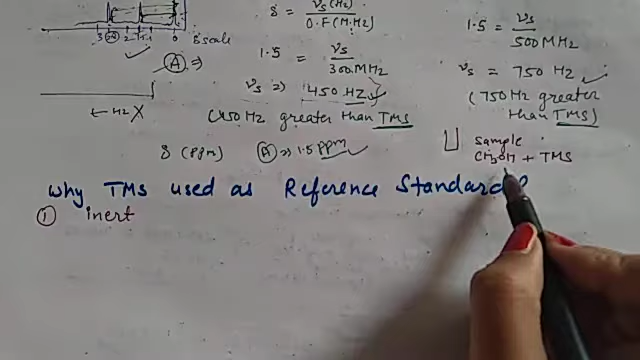 δ = νs (Hz) / O.F (MHz)
1.5 = νs / 500 MHz
δ scale
(A) ⇒
1.5 = νs / 300 MHz
νs = 750 Hz
νs ⇒ 450 Hz
(750 Hz greater than TMS)
← Hz X
(450 Hz greater than TMS)
δ (ppm) (A) ⇒ 1.5 ppm
Sample
CH3OH + TMS
why TMs used as Reference Standard?
① inert